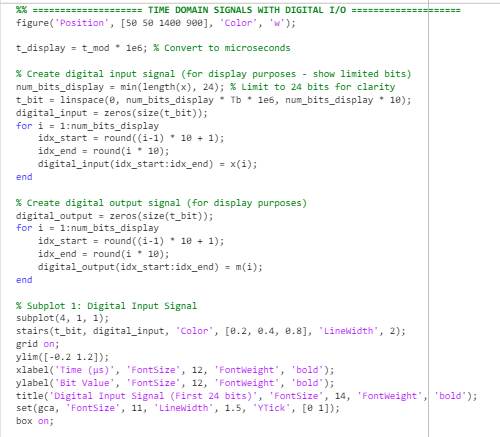 %% ==================== TIME DOMAIN SIGNALS WITH DIGITAL I/O ====================
figure('Position', [50 50 1400 900], 'Color', 'w');
t_display = t_mod * 1e6; % Convert to microseconds
% Create digital input signal (for display purposes - show limited bits)
num_bits_display = min(length(x), 24); % Limit to 24 bits for clarity
t_bit = linspace(0, num_bits_display * Tb * 1e6, num_bits_display * 10);
digital_input = zeros(size(t_bit));
for i = 1:num_bits_display
    idx_start = round((i-1) * 10 + 1);
    idx_end = round(i * 10);
    digital_input(idx_start:idx_end) = x(i);
end
% Create digital output signal (for display purposes)
digital_output = zeros(size(t_bit));
for i = 1:num_bits_display
    idx_start = round((i-1) * 10 + 1);
    idx_end = round(i * 10);
    digital_output(idx_start:idx_end) = m(i);
end
% Subplot 1: Digital Input Signal
subplot(4, 1, 1);
stairs(t_bit, digital_input, 'Color', [0.2, 0.4, 0.8], 'LineWidth', 2);
grid on;
ylim([-0.2 1.2]);
xlabel('Time (μs)', 'FontSize', 12, 'FontWeight', 'bold');
ylabel('Bit Value', 'FontSize', 12, 'FontWeight', 'bold');
title('Digital Input Signal (First 24 bits)', 'FontSize', 14, 'FontWeight', 'bold');
set(gca, 'FontSize', 11, 'LineWidth', 1.5, 'YTick', [0 1]);
box on;